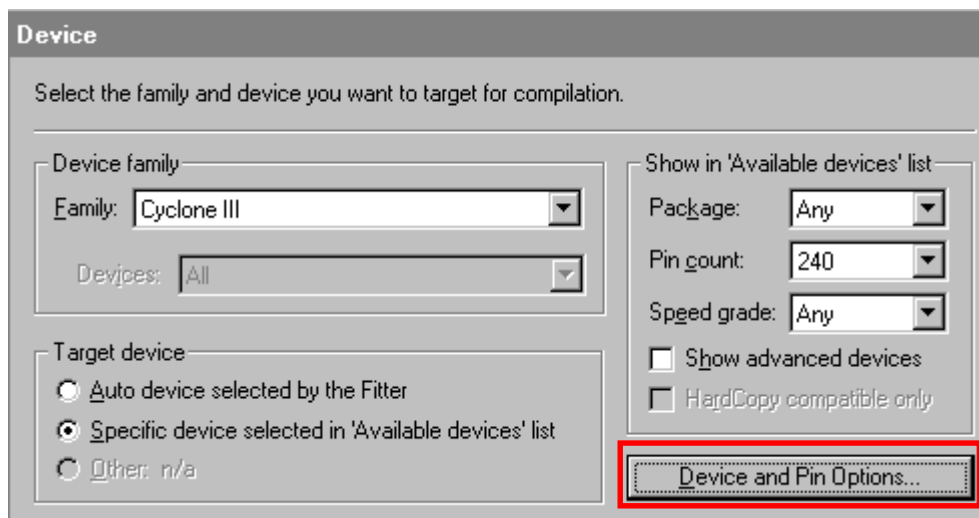 Device
Select the family and device you want to target for compilation.
Device family
Family: Cyclone III
Devices: All
Target device
Auto device selected by the Fitter
Specific device selected in 'Available devices' list
Other: n/a
Show in 'Available devices' list
Package: Any
Pin count: 240
Speed grade: Any
Show advanced devices
HardCopy compatible only
Device and Pin Options...